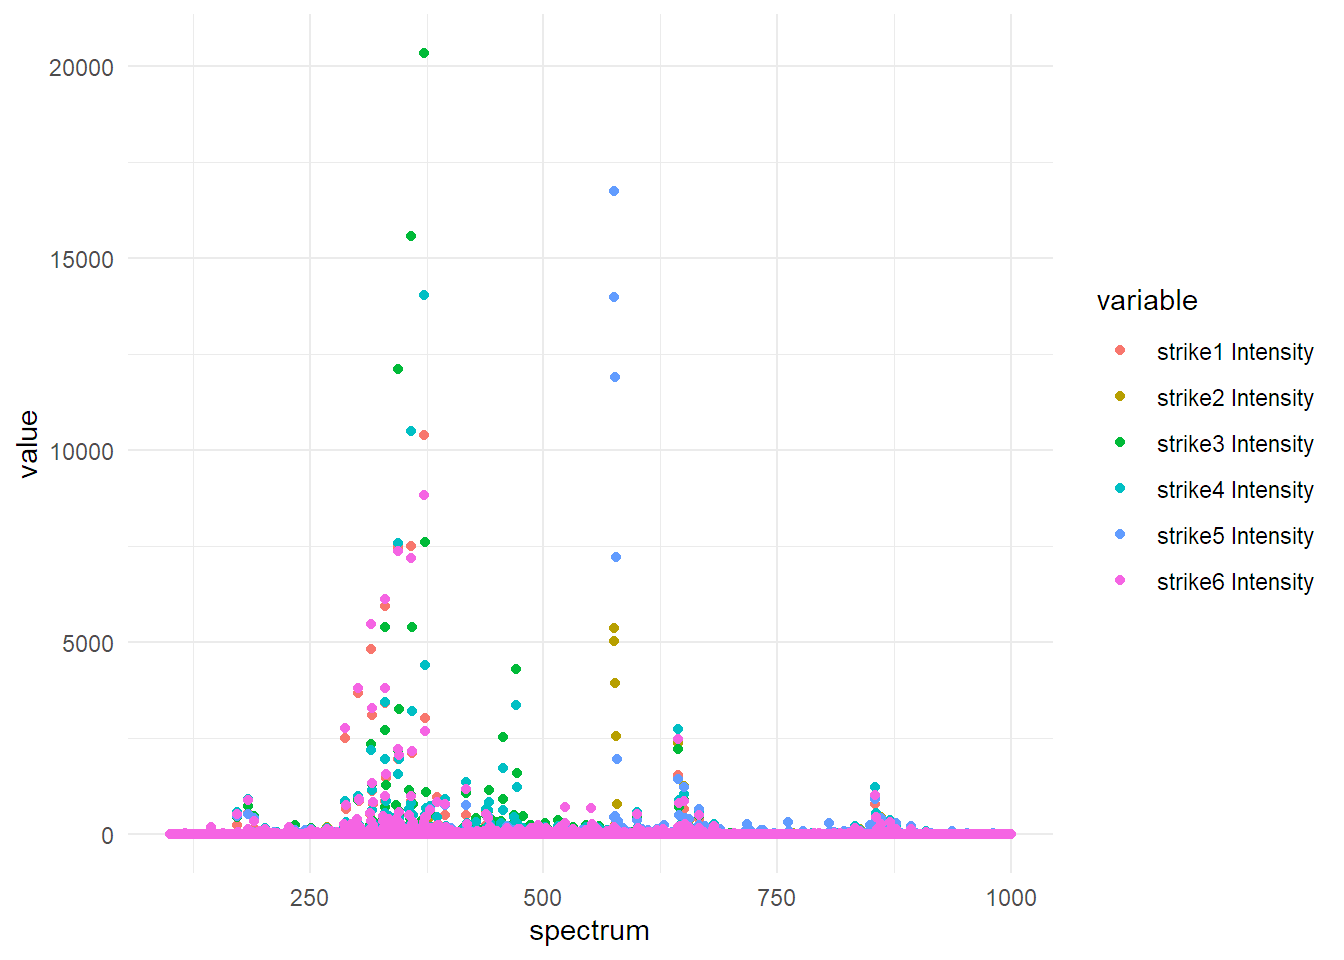 20000
15000
10000
5000
0
value
250
500
750
1000
spectrum
variable
strike1 Intensity
strike2 Intensity
strike3 Intensity
strike4 Intensity
strike5 Intensity
strike6 Intensity